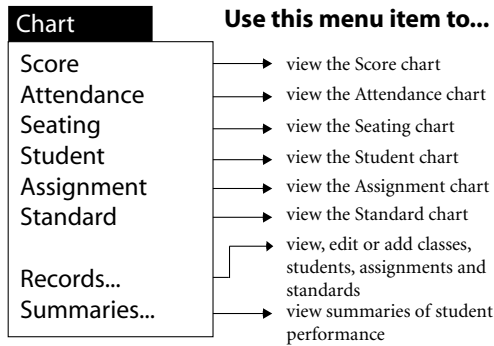 Chart
Use this menu item to...
Score
view the Score chart
Attendance
view the Attendance chart
Seating
view the Seating chart
Student
view the Student chart
Assignment
view the Assignment chart
Standard
view the Standard chart
Records...
view, edit or add classes,
students, assignments and
standards
Summaries...
view summaries of student
performance